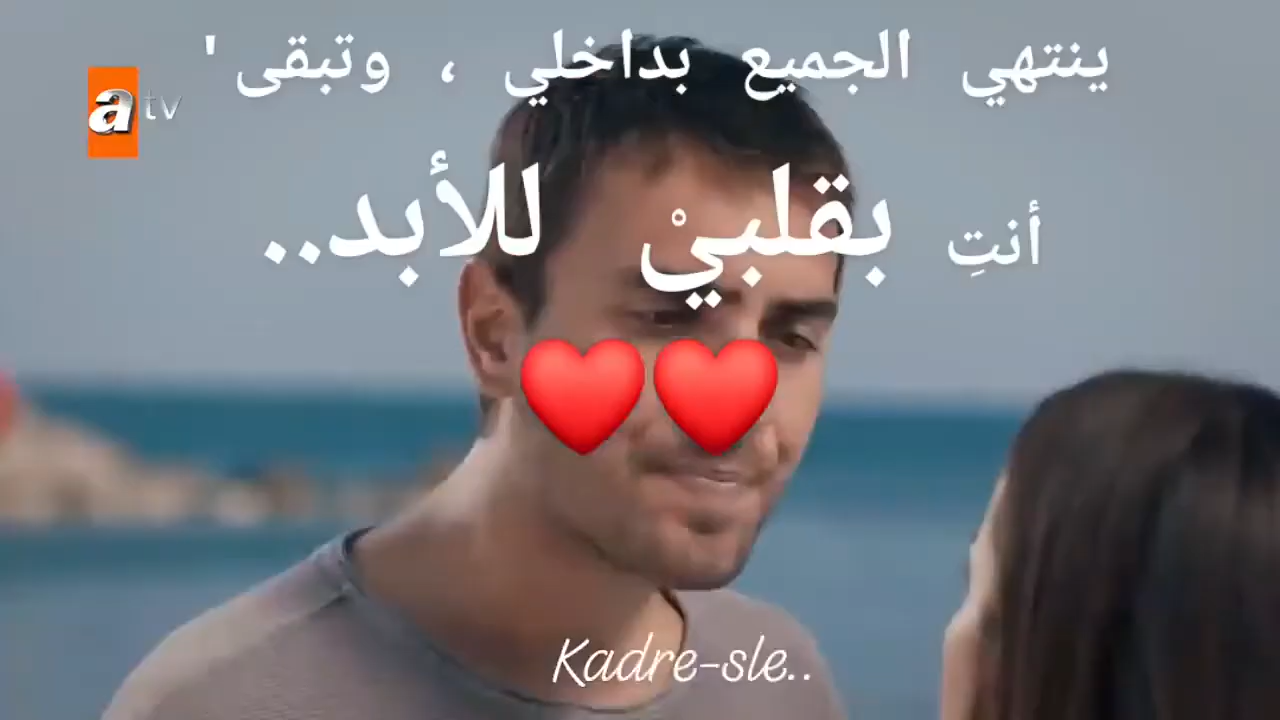 ينتهي الجميع بداخلي ، وتبقى '
أنتِ بقلبيْ للأبد..
atv
Kadre-sle..